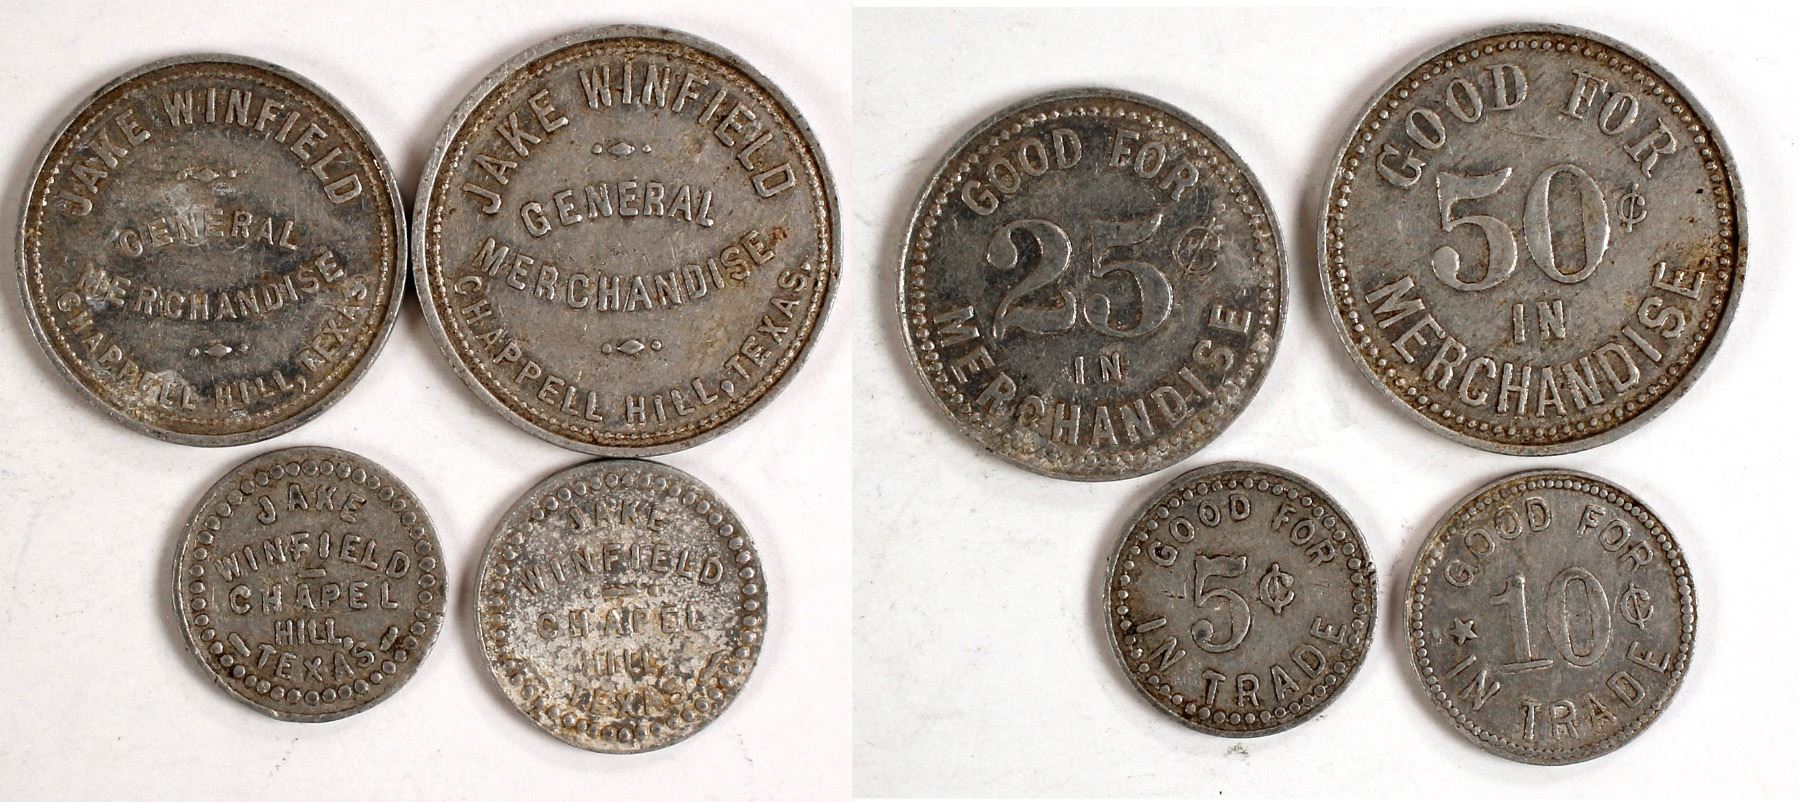 JAKE WINFIELD
GENERAL
MERCHANDISE
CHAPPELL HILL, TEXAS
JAKE WINFIELD
GENERAL
MERCHANDISE
CHAPPELL HILL, TEXAS.
JAKE
WINFIELD
CHAPEL
HILL,
TEXAS
JAKE
WINFIELD
CHAPEL
HILL
TEXAS
GOOD FOR
25¢
IN
MERCHANDISE
GOOD FOR
50¢
IN
MERCHANDISE
GOOD FOR
5¢
IN TRADE
GOOD FOR
10¢
IN TRADE